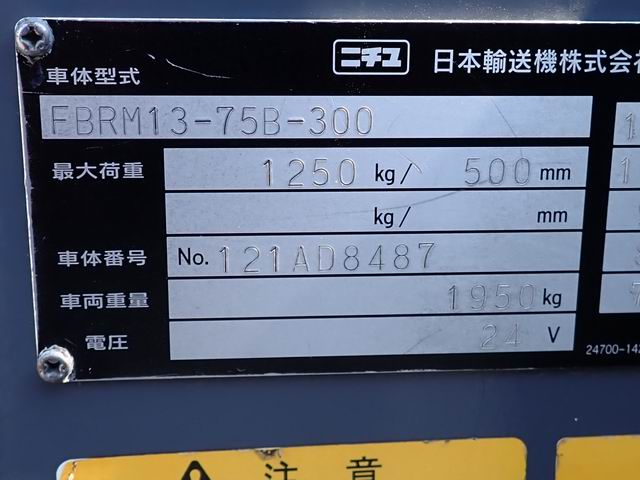 ニチユ 日本輸送機株式会社
車体型式
FBRM13-75B-300
最大荷重 1250 kg/ 500 mm
kg/ mm
車体番号 No. 121AD8487
車両重量 1950 kg
電圧 24 V
24700-142
注意